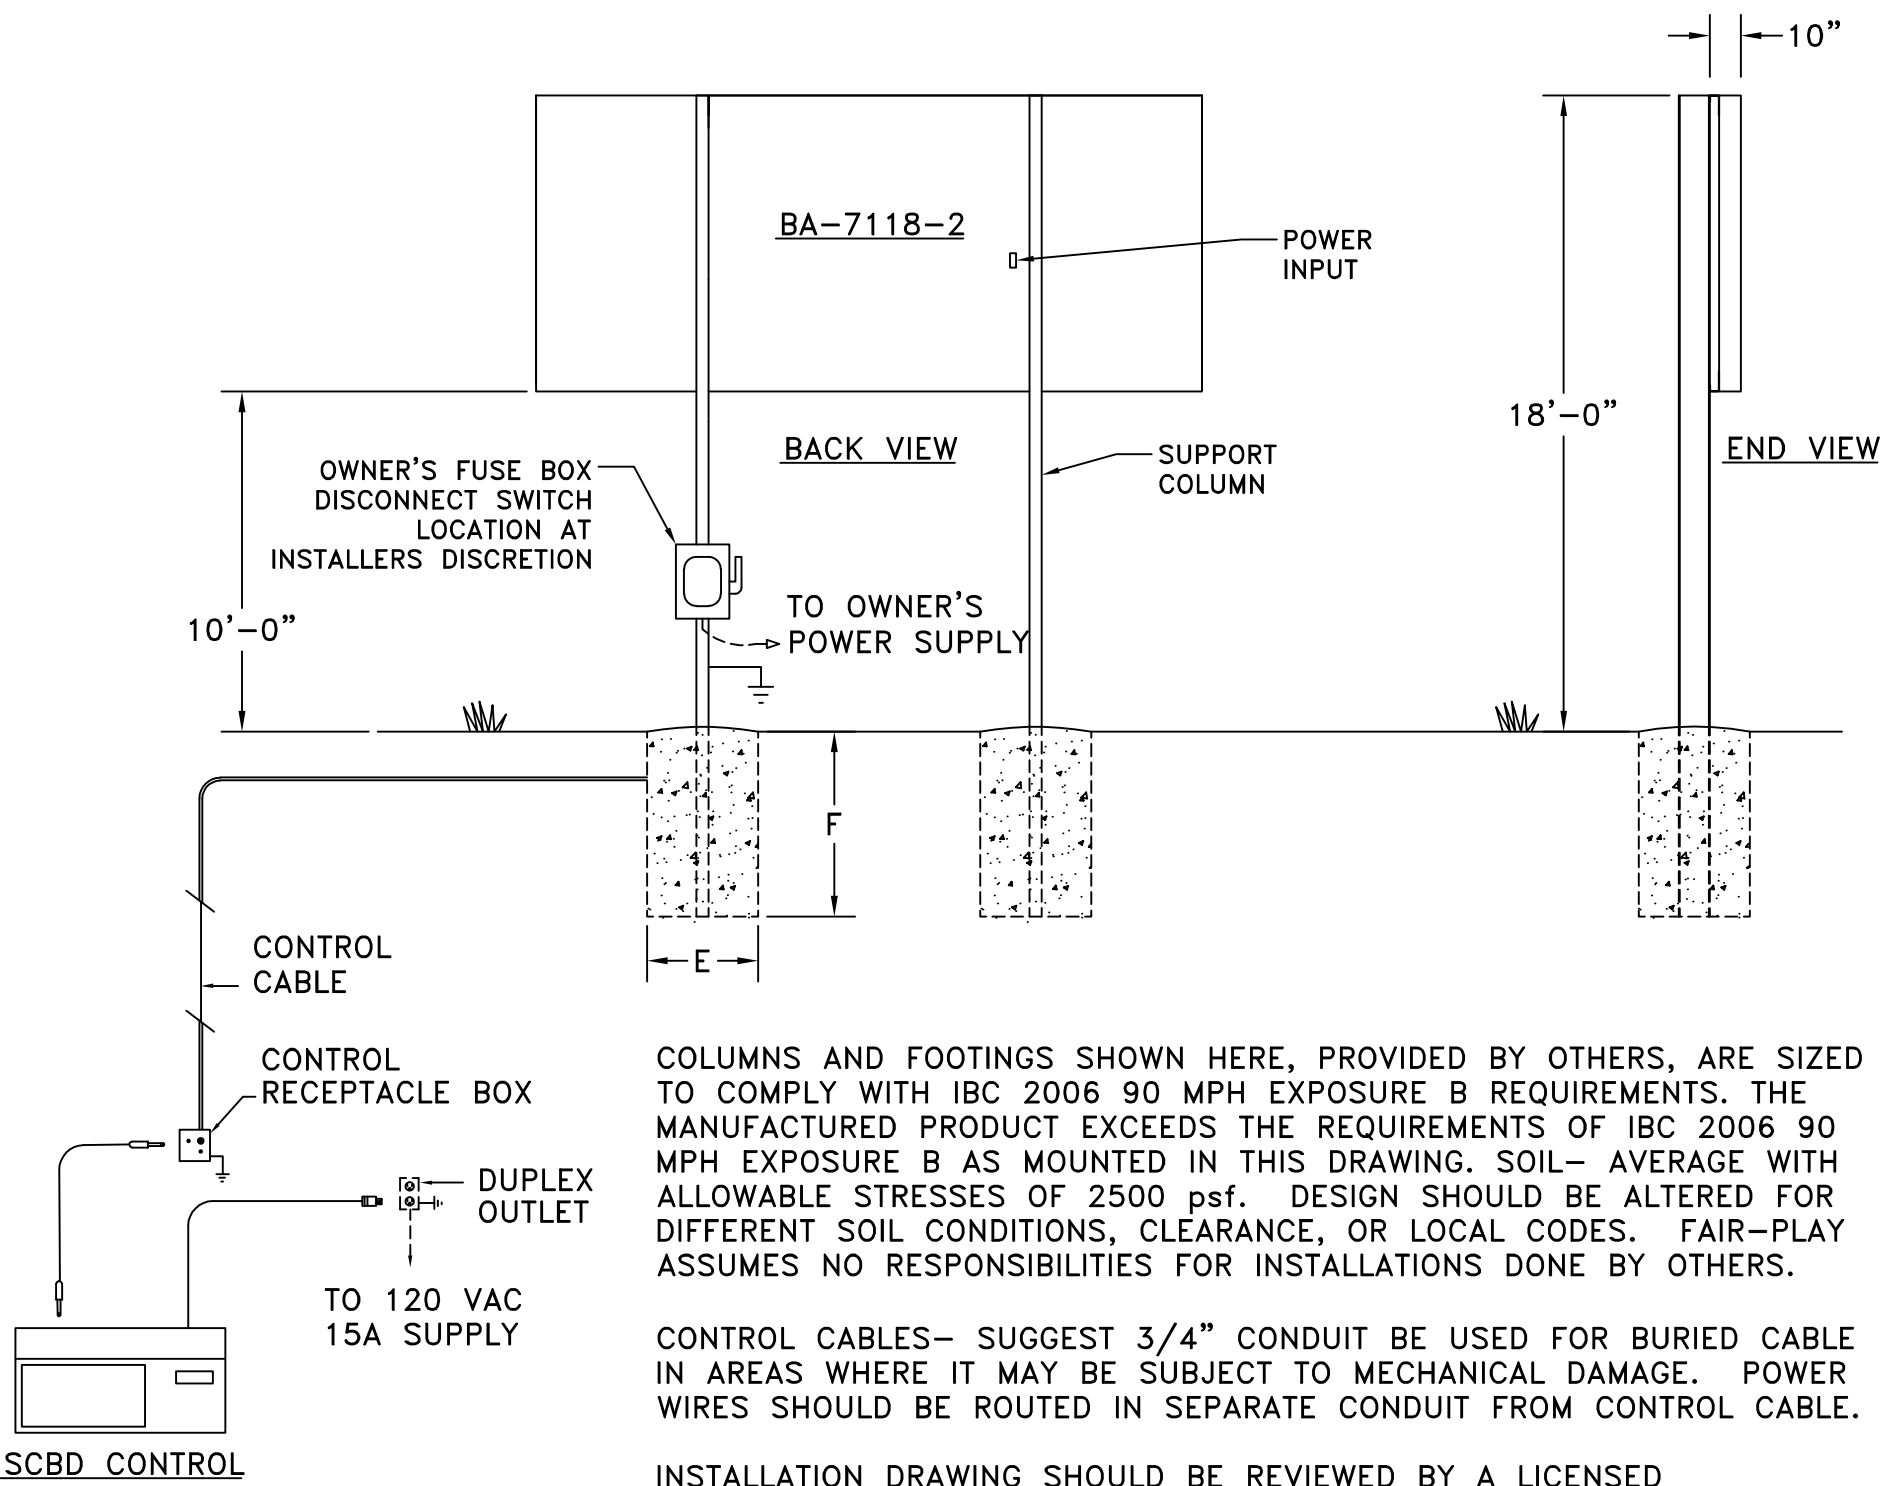 10”
BA–7118–2
POWER
INPUT
18’–0”
BACK VIEW
END VIEW
SUPPORT
COLUMN
OWNER’S FUSE BOX
DISCONNECT SWITCH
LOCATION AT
INSTALLERS DISCRETION
10’–0”
TO OWNER’S
POWER SUPPLY
F
E
CONTROL
CABLE
CONTROL
RECEPTACLE BOX
DUPLEX
OUTLET
TO 120 VAC
15A SUPPLY
SCBD CONTROL
COLUMNS AND FOOTINGS SHOWN HERE, PROVIDED BY OTHERS, ARE SIZED
TO COMPLY WITH IBC 2006 90 MPH EXPOSURE B REQUIREMENTS. THE
MANUFACTURED PRODUCT EXCEEDS THE REQUIREMENTS OF IBC 2006 90
MPH EXPOSURE B AS MOUNTED IN THIS DRAWING. SOIL– AVERAGE WITH
ALLOWABLE STRESSES OF 2500 psf. DESIGN SHOULD BE ALTERED FOR
DIFFERENT SOIL CONDITIONS, CLEARANCE, OR LOCAL CODES. FAIR–PLAY
ASSUMES NO RESPONSIBILITIES FOR INSTALLATIONS DONE BY OTHERS.
CONTROL CABLES– SUGGEST 3/4” CONDUIT BE USED FOR BURIED CABLE
IN AREAS WHERE IT MAY BE SUBJECT TO MECHANICAL DAMAGE. POWER
WIRES SHOULD BE ROUTED IN SEPARATE CONDUIT FROM CONTROL CABLE.
INSTALLATION DRAWING SHOULD BE REVIEWED BY A LICENSED